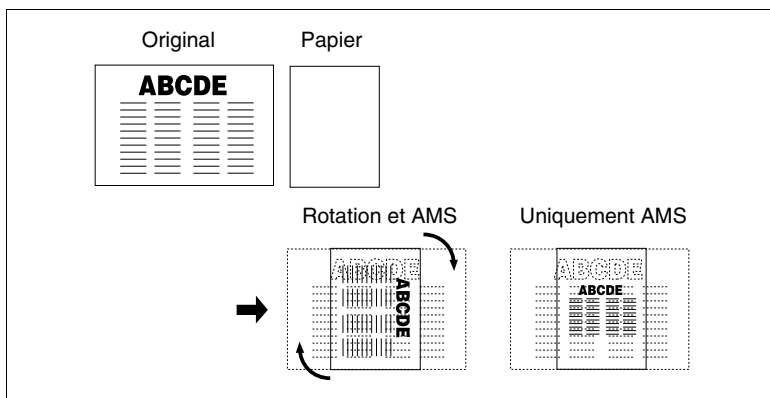 Original Papier
ABCDE
Rotation et AMS Uniquement AMS
ABCDE ABCDE
ABCDE ABCDE